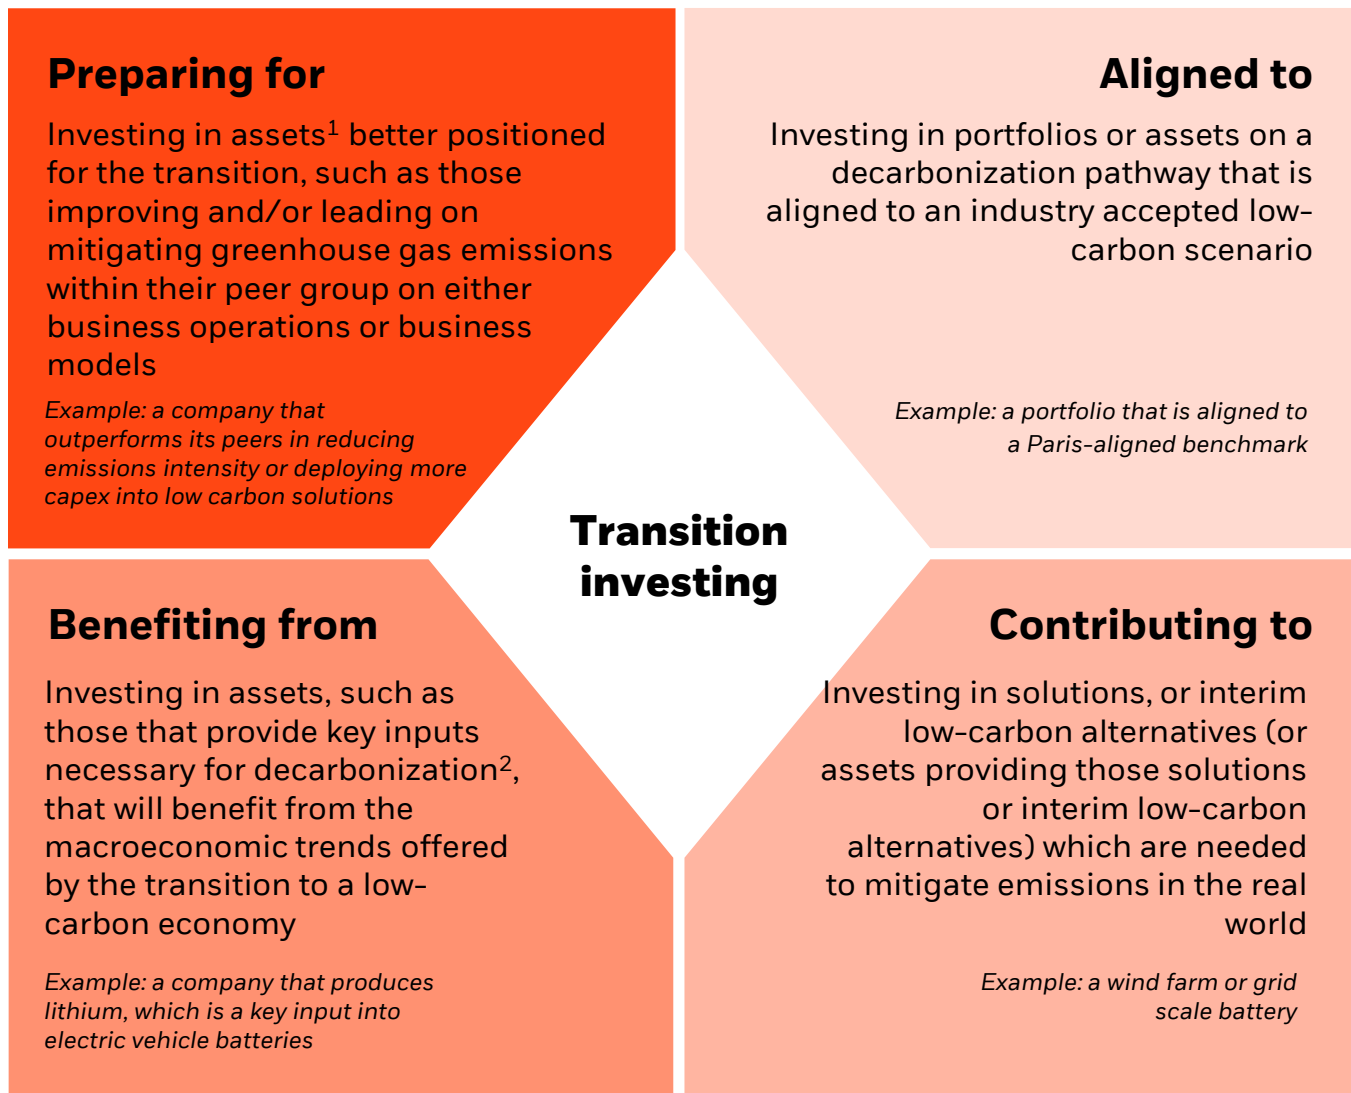 Preparing for
Investing in assets¹ better positioned
for the transition, such as those
improving and/or leading on
mitigating greenhouse gas emissions
within their peer group on either
business operations or business
models
Example: a company that
outperforms its peers in reducing
emissions intensity or deploying more
capex into low carbon solutions
Aligned to
Investing in portfolios or assets on a
decarbonization pathway that is
aligned to an industry accepted low-
carbon scenario
Example: a portfolio that is aligned to
a Paris-aligned benchmark
Transition
investing
Benefiting from
Investing in assets, such as
those that provide key inputs
necessary for decarbonization²,
that will benefit from the
macroeconomic trends offered
by the transition to a low-
carbon economy
Example: a company that produces
lithium, which is a key input into
electric vehicle batteries
Contributing to
Investing in solutions, or interim
low-carbon alternatives (or
assets providing those solutions
or interim low-carbon
alternatives) which are needed
to mitigate emissions in the real
world
Example: a wind farm or grid
scale battery